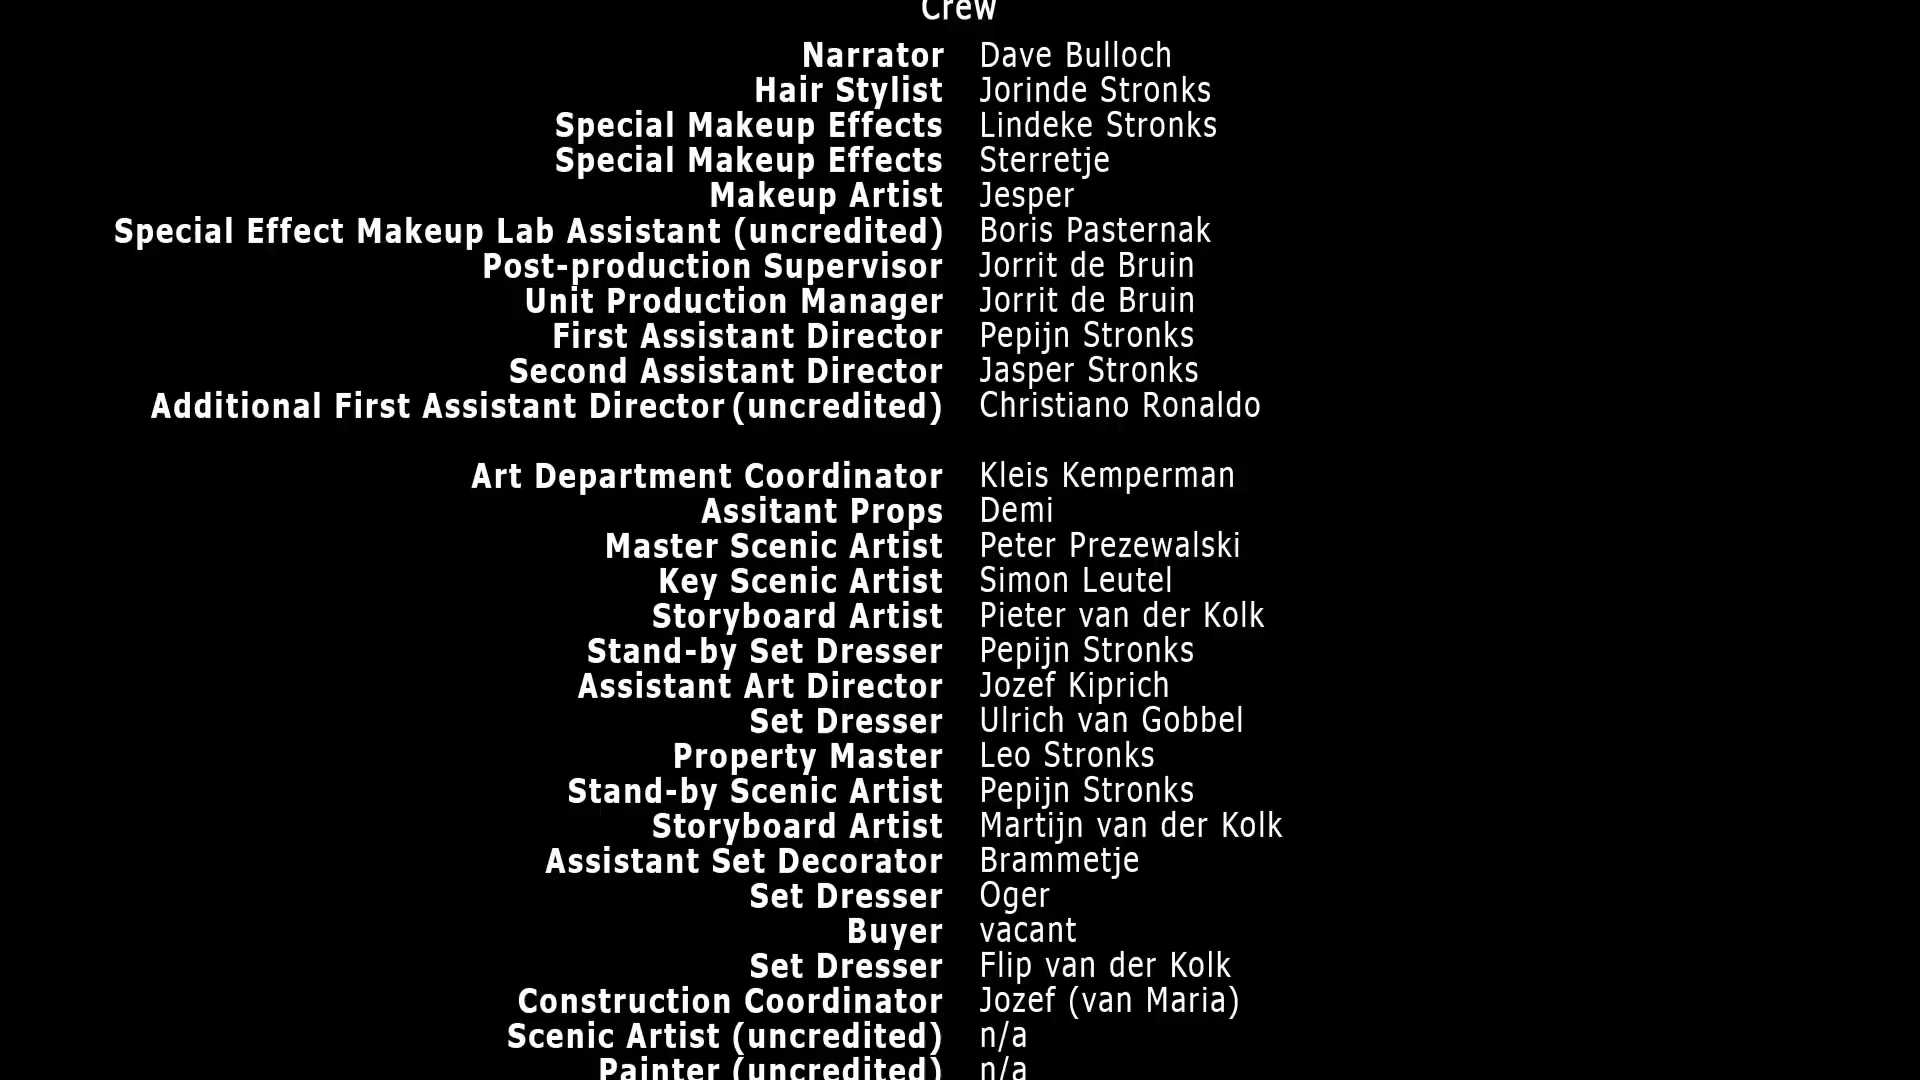 Crew
Narrator Dave Bulloch
Hair Stylist Jorinde Stronks
Special Makeup Effects Lindeke Stronks
Special Makeup Effects Sterretje
Makeup Artist Jesper
Special Effect Makeup Lab Assistant (uncredited) Boris Pasternak
Post-production Supervisor Jorrit de Bruin
Unit Production Manager Jorrit de Bruin
First Assistant Director Pepijn Stronks
Second Assistant Director Jasper Stronks
Additional First Assistant Director (uncredited) Christiano Ronaldo
Art Department Coordinator Kleis Kemperman
Assitant Props Demi
Master Scenic Artist Peter Prezewalski
Key Scenic Artist Simon Leutel
Storyboard Artist Pieter van der Kolk
Stand-by Set Dresser Pepijn Stronks
Assistant Art Director Jozef Kiprich
Set Dresser Ulrich van Gobbel
Property Master Leo Stronks
Stand-by Scenic Artist Pepijn Stronks
Storyboard Artist Martijn van der Kolk
Assistant Set Decorator Brammetje
Set Dresser Oger
Buyer vacant
Set Dresser Flip van der Kolk
Construction Coordinator Jozef (van Maria)
Scenic Artist (uncredited) n/a
Painter (uncredited) n/a